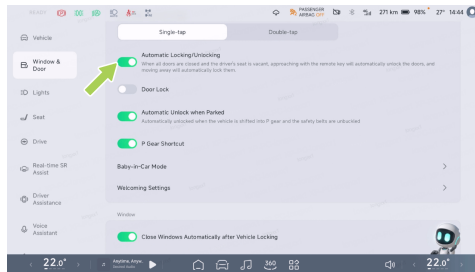 READY
PASSENGER
AIRBAG OFF
271 km
98%
27°
14:44
Single-tap
Double-tap
Vehicle
Automatic Locking/Unlocking
When all doors are closed and the driver's seat is vacant, approaching with the remote key will automatically unlock the doors, and
moving away will automatically lock them.
Window &
Door
Door Lock
Lights
Automatic Unlock when Parked
Automatically unlocked when the vehicle is shifted into P gear and the safety belts are unbuckled
Seat
Drive
P Gear Shortcut
Real-time SR
Assist
Baby-in-Car Mode
Welcoming Settings
Driver
Assistance
Window
Voice
Assistant
Close Windows Automatically after Vehicle Locking
22.0°
Anytime, Anyw..
360
22.0°